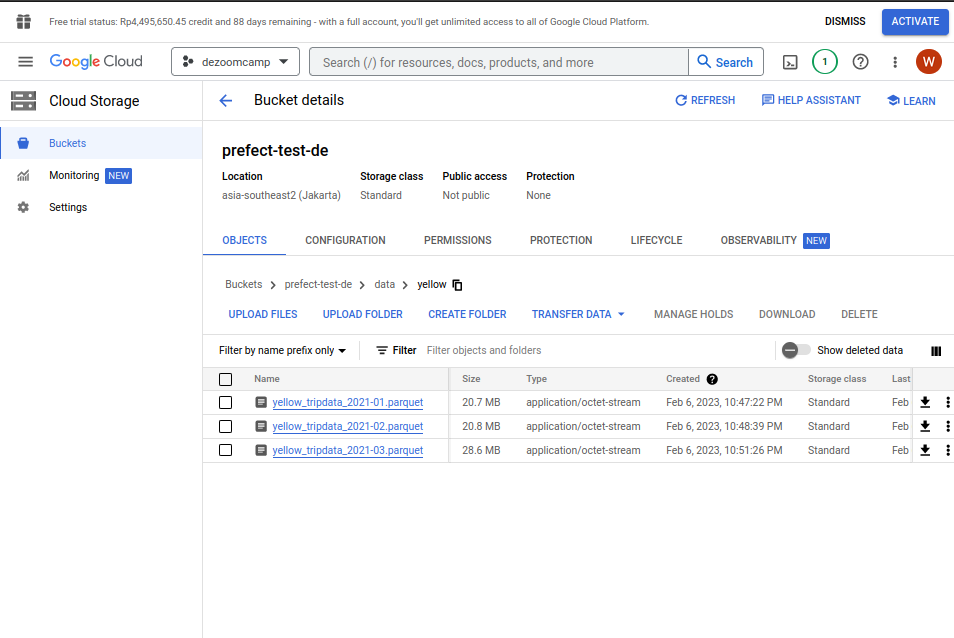 Free trial status: Rp4,495,650.45 credit and 88 days remaining - with a full account, you'll get unlimited access to all of Google Cloud Platform. DISMISS ACTIVATE
Google Cloud dezoomcamp Search (/) for resources, docs, products, and more Search 1 W
Cloud Storage Bucket details REFRESH HELP ASSISTANT LEARN
Buckets
Monitoring NEW
Settings
prefect-test-de
Location Storage class Public access Protection
asia-southeast2 (Jakarta) Standard Not public None
OBJECTS CONFIGURATION PERMISSIONS PROTECTION LIFECYCLE OBSERVABILITY NEW
Buckets > prefect-test-de > data > yellow
UPLOAD FILES UPLOAD FOLDER CREATE FOLDER TRANSFER DATA MANAGE HOLDS DOWNLOAD DELETE
Filter by name prefix only Filter Filter objects and folders Show deleted data
Name Size Type Created Storage class Last
yellow_tripdata_2021-01.parquet 20.7 MB application/octet-stream Feb 6, 2023, 10:47:22 PM Standard Feb
yellow_tripdata_2021-02.parquet 20.8 MB application/octet-stream Feb 6, 2023, 10:48:39 PM Standard Feb
yellow_tripdata_2021-03.parquet 28.6 MB application/octet-stream Feb 6, 2023, 10:51:26 PM Standard Feb